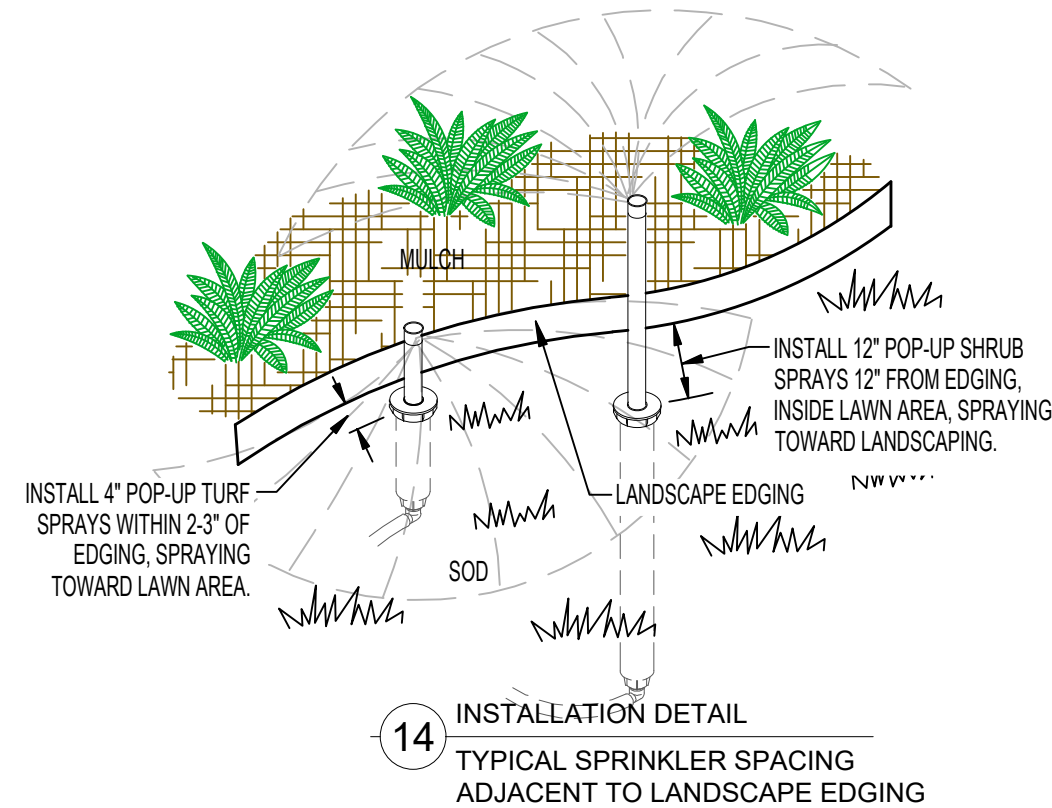 MULCH
INSTALL 12" POP-UP SHRUB
SPRAYS 12" FROM EDGING,
INSIDE LAWN AREA, SPRAYING
TOWARD LANDSCAPING.
INSTALL 4" POP-UP TURF
SPRAYS WITHIN 2-3" OF
EDGING, SPRAYING
TOWARD LAWN AREA.
LANDSCAPE EDGING
SOD
14
INSTALLATION DETAIL
TYPICAL SPRINKLER SPACING
ADJACENT TO LANDSCAPE EDGING